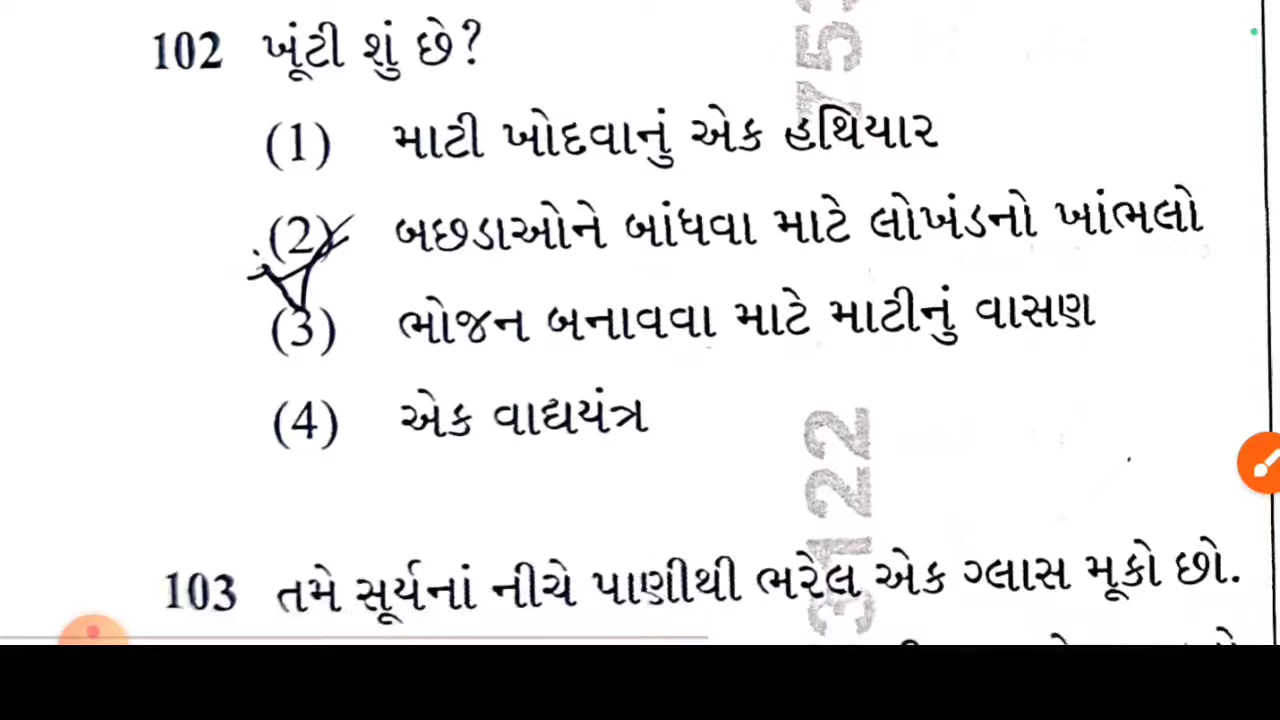 102 ખૂંટી શું છે?
(1) માટી ખોદવાનું એક હથિયાર
(2) બછડાઓને બાંધવા માટે લોખંડનો ખાંભલો
(3) ભોજન બનાવવા માટે માટીનું વાસણ
(4) એક વાદ્યયંત્ર
103 તમે સૂર્યનાં નીચે પાણીથી ભરેલ એક ગ્લાસ મૂકો છો.